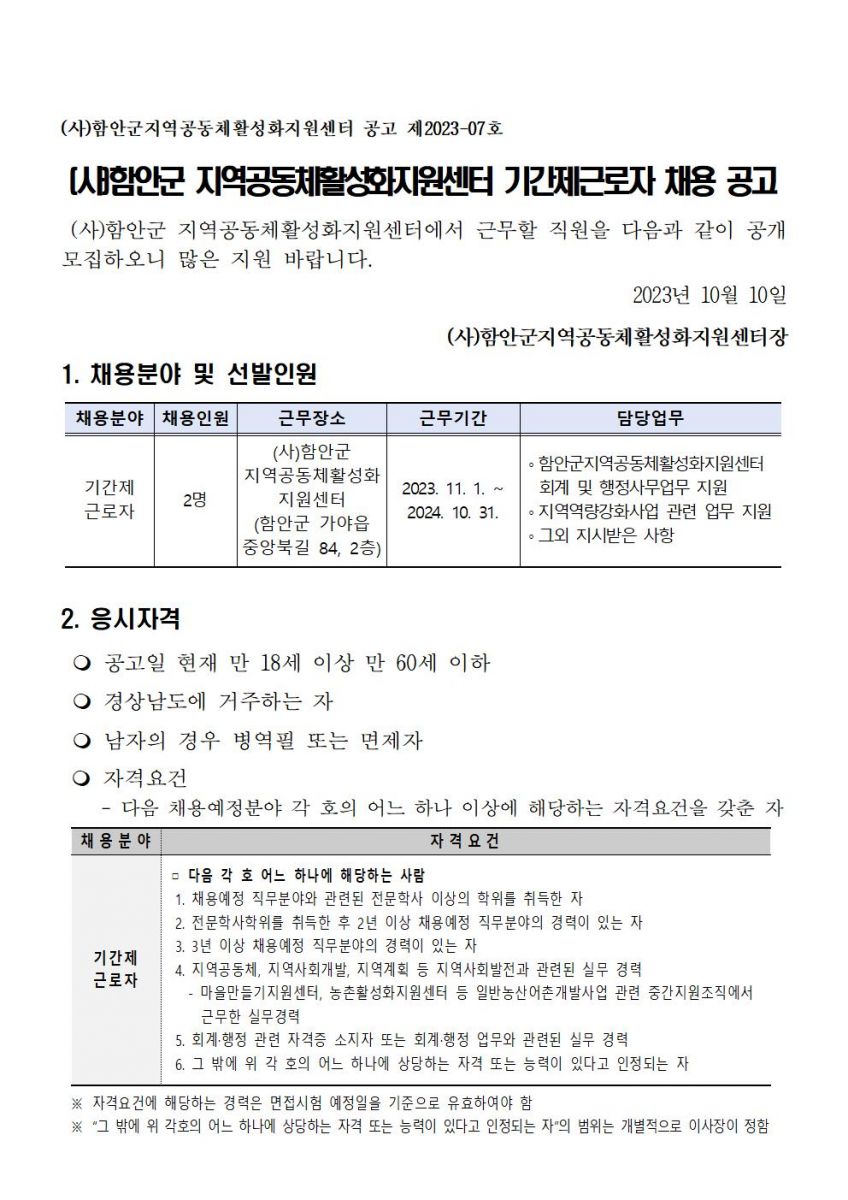 (사)함안군지역공동체활성화지원센터 공고 제2023-07호
(사)함안군 지역공동체활성화지원센터 기간제근로자 채용 공고
(사)함안군 지역공동체활성화지원센터에서 근무할 직원을 다음과 같이 공개
모집하오니 많은 지원 바랍니다.
2023년 10월 10일
(사)함안군지역공동체활성화지원센터장
1. 채용분야 및 선발인원
채용분야 채용인원 근무장소 근무기간 담당업무
기간제
근로자
2명
(사)함안군
지역공동체활성화
지원센터
(함안군 가야읍
중앙북길 84, 2층)
2023. 11. 1. ~
2024. 10. 31.
◦ 함안군지역공동체활성화지원센터
회계 및 행정사무업무 지원
◦ 지역역량강화사업 관련 업무 지원
◦ 그외 지시받은 사항
2. 응시자격
❍ 공고일 현재 만 18세 이상 만 60세 이하
❍ 경상남도에 거주하는 자
❍ 남자의 경우 병역필 또는 면제자
❍ 자격요건
- 다음 채용예정분야 각 호의 어느 하나 이상에 해당하는 자격요건을 갖춘 자
채용분야 자격요건
기간제
근로자
□ 다음 각 호 어느 하나에 해당하는 사람
1. 채용예정 직무분야와 관련된 전문학사 이상의 학위를 취득한 자
2. 전문학사학위를 취득한 후 2년 이상 채용예정 직무분야의 경력이 있는 자
3. 3년 이상 채용예정 직무분야의 경력이 있는 자
4. 지역공동체, 지역사회개발, 지역계획 등 지역사회발전과 관련된 실무 경력
- 마을만들기지원센터, 농촌활성화지원센터 등 일반농산어촌개발사업 관련 중간지원조직에서
근무한 실무경력
5. 회계·행정 관련 자격증 소지자 또는 회계·행정 업무와 관련된 실무 경력
6. 그 밖에 위 각 호의 어느 하나에 상당하는 자격 또는 능력이 있다고 인정되는 자
※ 자격요건에 해당하는 경력은 면접시험 예정일을 기준으로 유효하여야 함
※ “그 밖에 위 각호의 어느 하나에 상당하는 자격 또는 능력이 있다고 인정되는 자”의 범위는 개별적으로 이사장이 정함